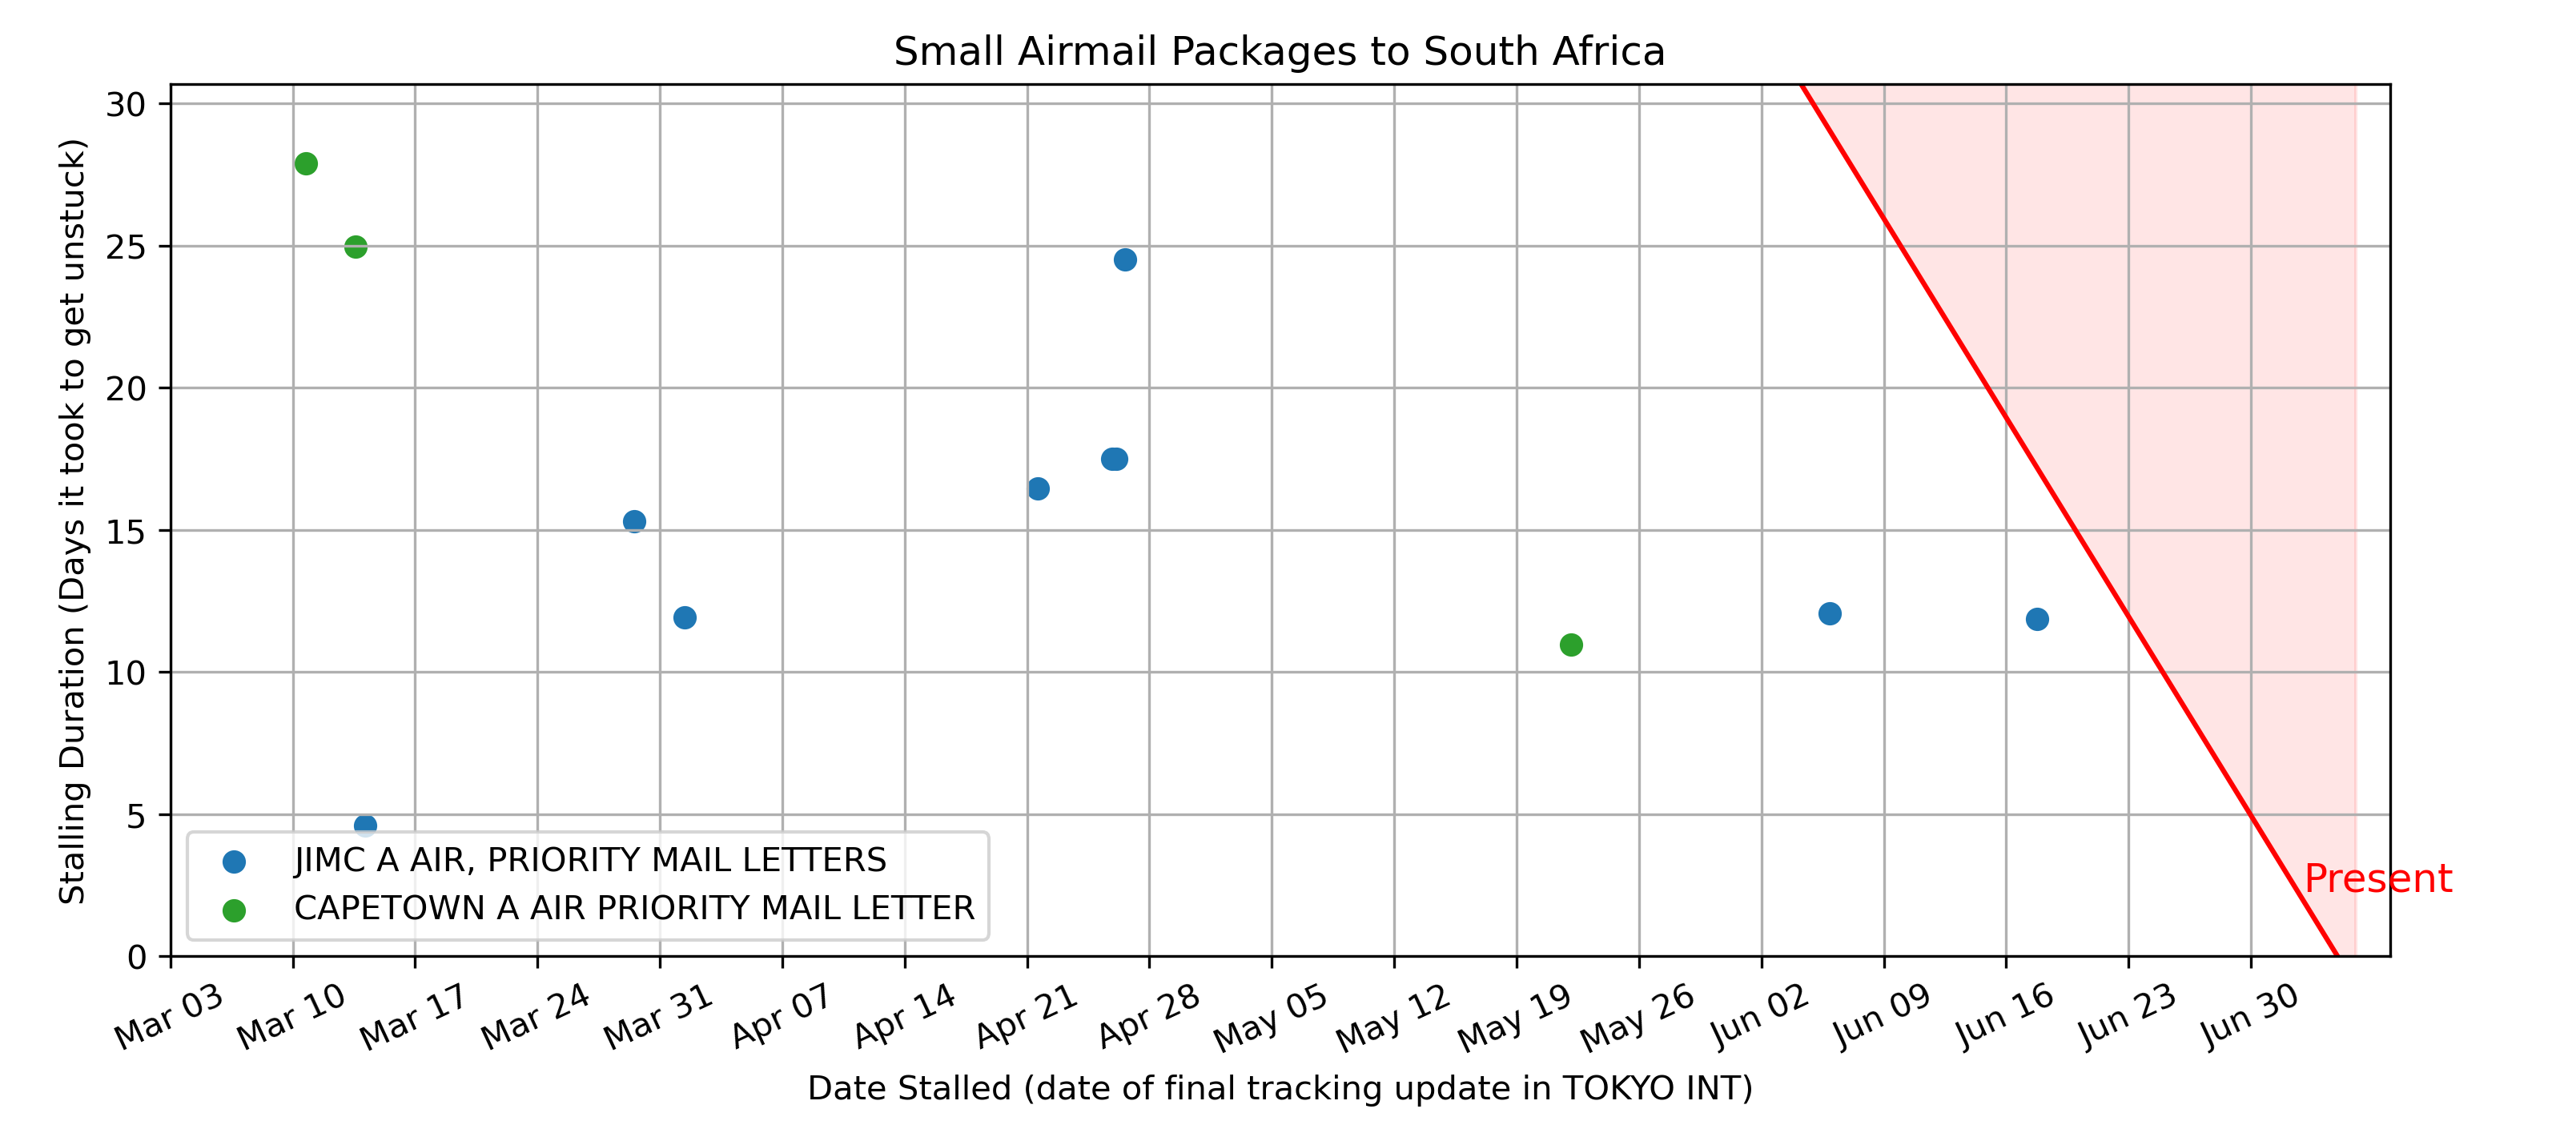 Small Airmail Packages to South Africa
Stalling Duration (Days it took to get unstuck)
30
25
20
15
10
5
0
JIMC A AIR, PRIORITY MAIL LETTERS
CAPETOWN A AIR PRIORITY MAIL LETTER
Present
Mar 03
Mar 10
Mar 17
Mar 24
Mar 31
Apr 07
Apr 14
Apr 21
Apr 28
May 05
May 12
May 19
May 26
Jun 02
Jun 09
Jun 16
Jun 23
Jun 30
Date Stalled (date of final tracking update in TOKYO INT)